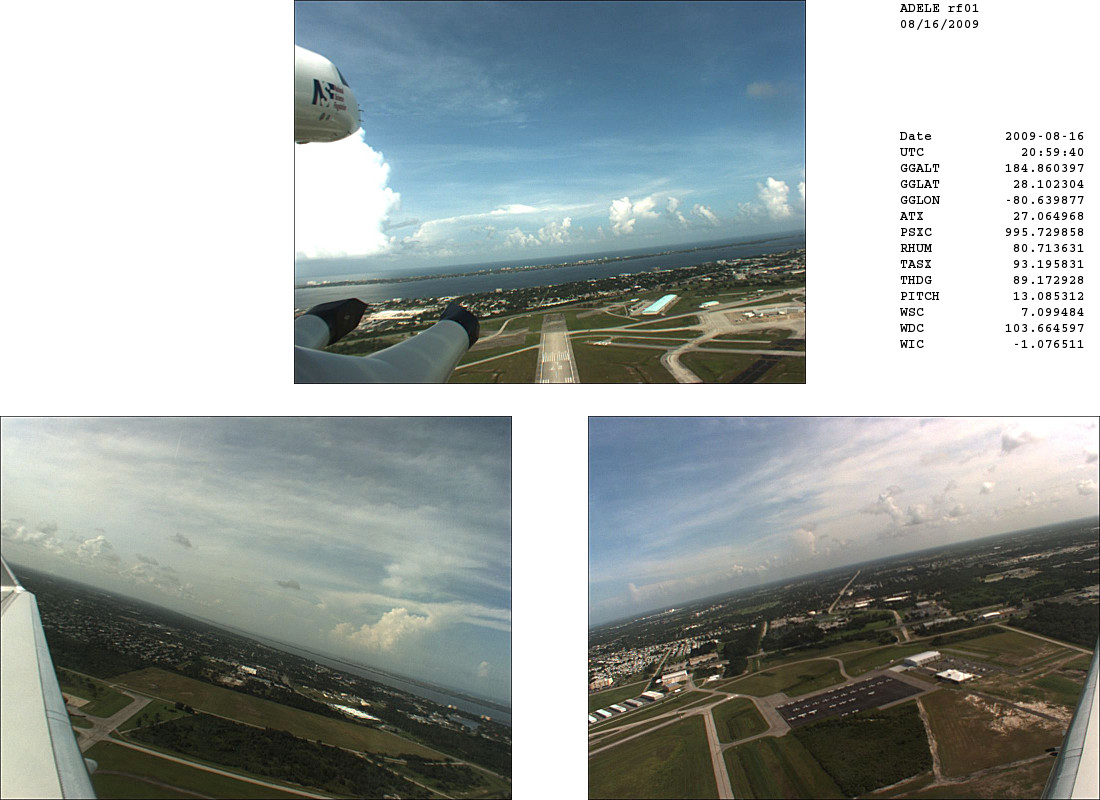 ADELE rf01
08/16/2009
Date 2009-08-16
UTC 20:59:40
GGALT 184.860397
GGLAT 28.102304
GGLON -80.639877
ATX 27.064968
PSXC 995.729858
RHUM 80.713631
TASX 93.195831
THDG 89.172928
PITCH 13.085312
WSC 7.099484
WDC 103.664597
WIC -1.076511